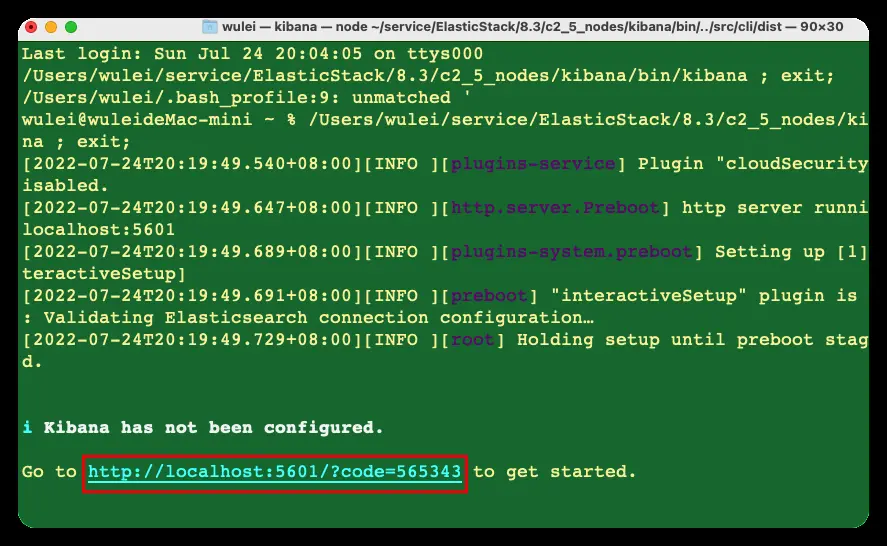 wulei — kibana — node ~/service/ElasticStack/8.3/c2_5_nodes/kibana/bin/../src/cli/dist — 90×30
Last login: Sun Jul 24 20:04:05 on ttys000
/Users/wulei/service/ElasticStack/8.3/c2_5_nodes/kibana/bin/kibana ; exit;
/Users/wulei/.bash_profile:9: unmatched '
wulei@wuleideMac-mini ~ % /Users/wulei/service/ElasticStack/8.3/c2_5_nodes/ki
na ; exit;
[2022-07-24T20:19:49.540+08:00][INFO ][plugins-service] Plugin "cloudSecurity
isabled.
[2022-07-24T20:19:49.647+08:00][INFO ][http.server.Preboot] http server runni
localhost:5601
[2022-07-24T20:19:49.689+08:00][INFO ][plugins-system.preboot] Setting up [1]
teractiveSetup]
[2022-07-24T20:19:49.691+08:00][INFO ][preboot] "interactiveSetup" plugin is
: Validating Elasticsearch connection configuration…
[2022-07-24T20:19:49.729+08:00][INFO ][root] Holding setup until preboot stag
d.
i Kibana has not been configured.
Go to http://localhost:5601/?code=565343 to get started.